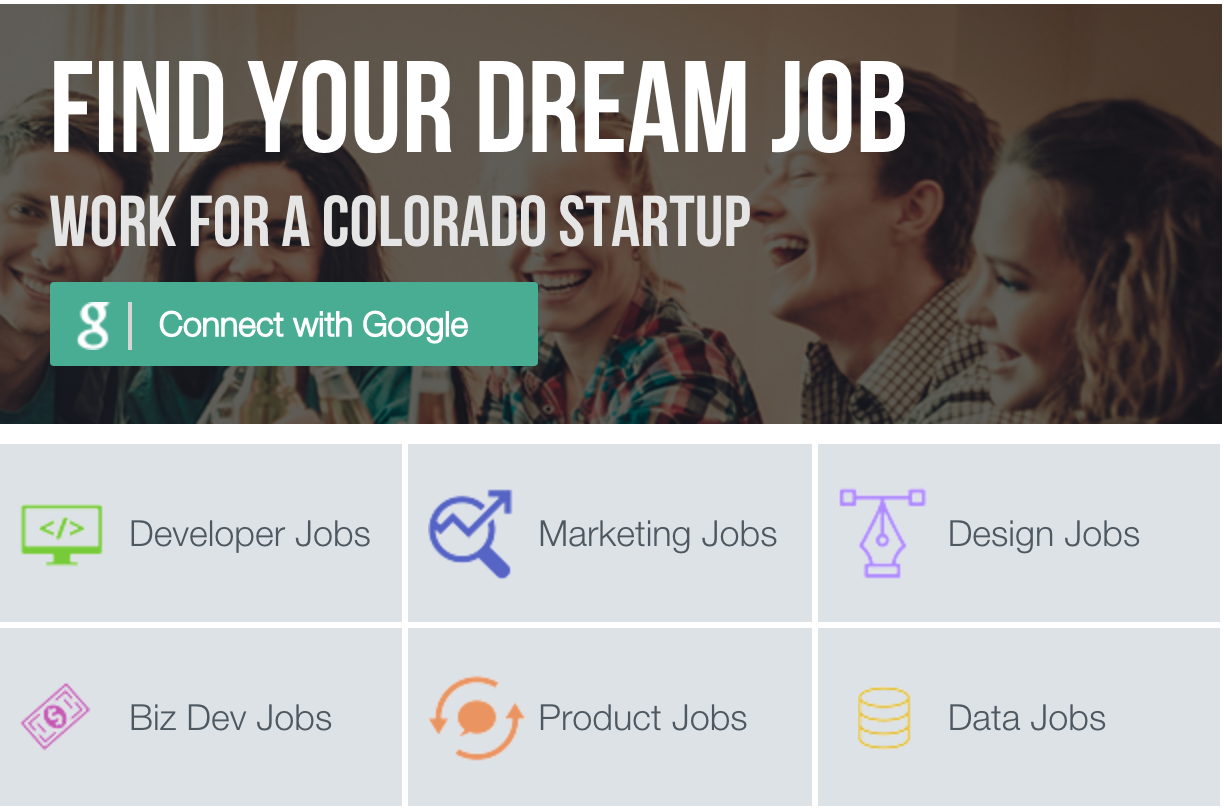 FIND YOUR DREAM JOB
WORK FOR A COLORADO STARTUP
g | Connect with Google
</> Developer Jobs
Marketing Jobs
Design Jobs
$ Biz Dev Jobs
Product Jobs
Data Jobs